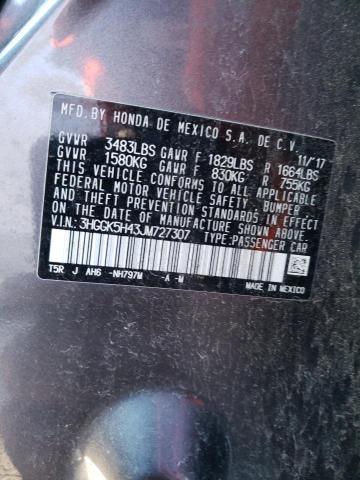 MFD. BY HONDA DE MEXICO S.A. DE C.V.
11/'17
GVWR 3483LBS GAWR F 1829LBS R 1664LBS
GVWR 1580KG GAWR F 830KG R 755KG
THIS VEHICLE CONFORMS TO ALL APPLICABLE
FEDERAL MOTOR VEHICLE SAFETY, BUMPER
AND THEFT PREVENTION STANDARDS IN EFFECT
ON THE DATE OF MANUFACTURE SHOWN ABOVE
V.I.N: 3HGGK5H43JM727307 TYPE:PASSENGER CAR
T5R J AH6 -NH797M -A -M
MADE IN MEXICO